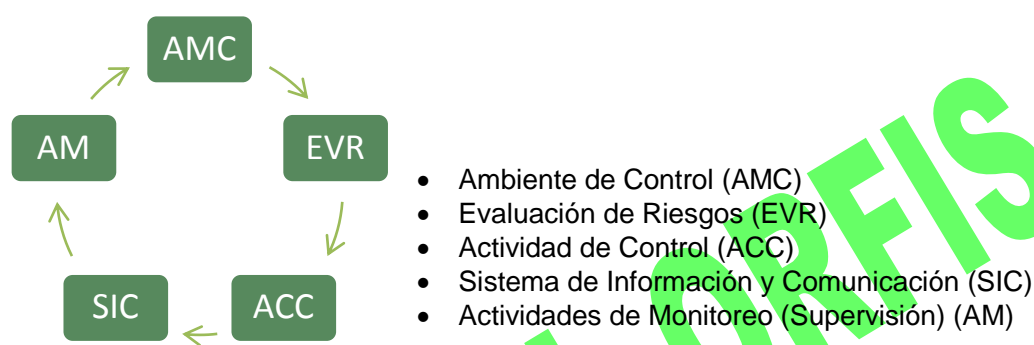 AMC
AM
EVR
SIC
ACC
• Ambiente de Control (AMC)
• Evaluación de Riesgos (EVR)
• Actividad de Control (ACC)
• Sistema de Información y Comunicación (SIC)
• Actividades de Monitoreo (Supervisión) (AM)
ORFIS